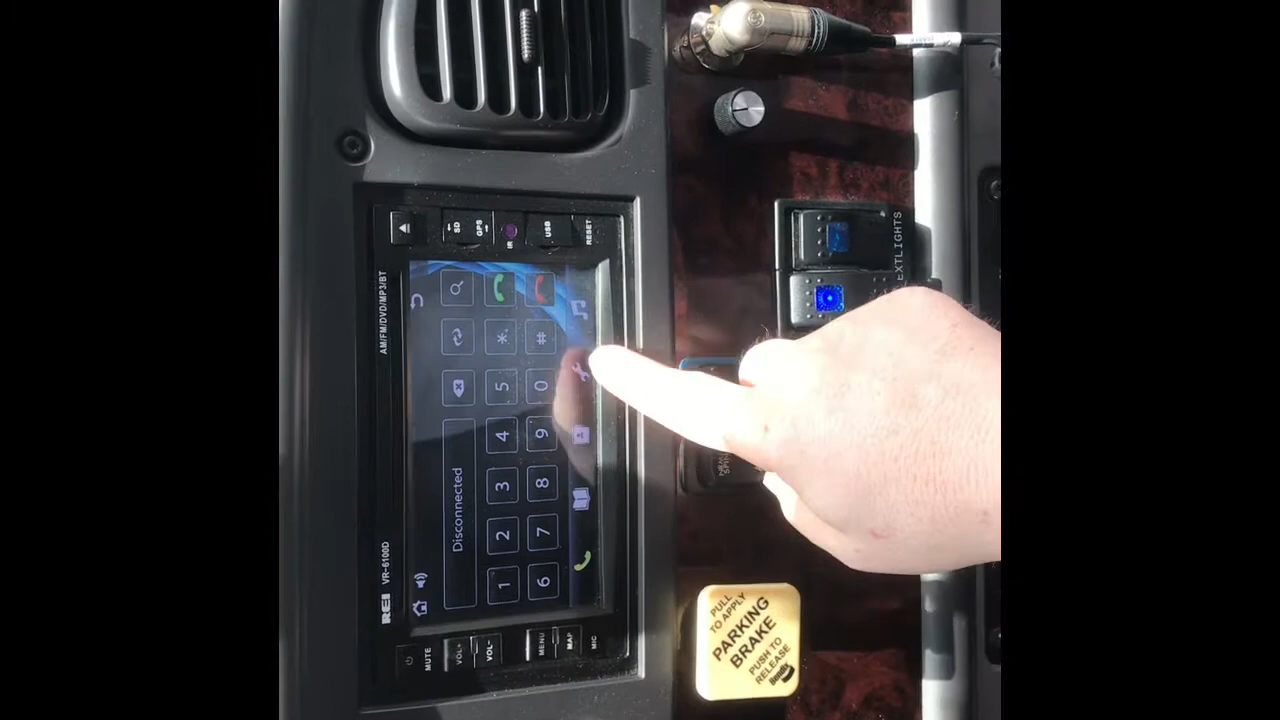 REI VR-6100D
AM/FM/DVD/MP3/BT
MUTE
VOL+
VOL-
MENU
MAP
MIC
Disconnected
1 2 3 4 5 *.
6 7 8 9 0 #
SD
GPS
IR
USB
RESET
EXTLIGHTS
PULL
TO APPLY
PARKING
BRAKE
PUSH TO
RELEASE
Bendix